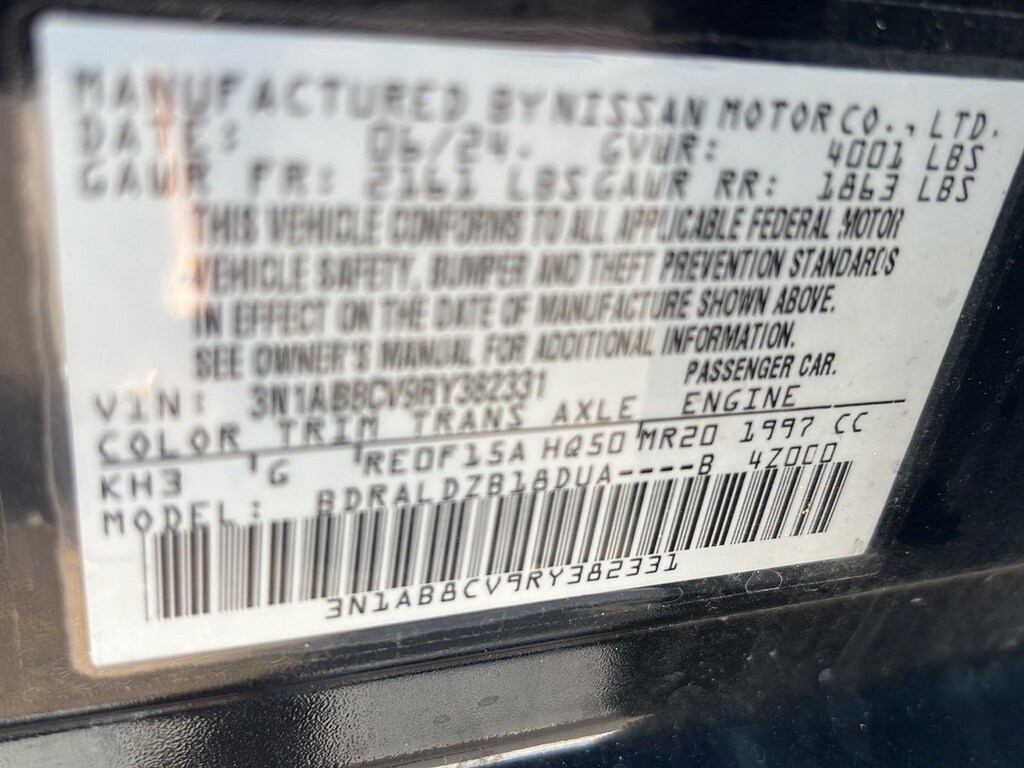 MANUFACTURED BY NISSAN MOTOR CO., LTD.
DATE: 06/24. GVWR: 4001 LBS
GAWR FR: 2161 LBS GAWR RR: 1863 LBS
THIS VEHICLE CONFORMS TO ALL APPLICABLE FEDERAL MOTOR
VEHICLE SAFETY, BUMPER AND THEFT PREVENTION STANDARDS
IN EFFECT ON THE DATE OF MANUFACTURE SHOWN ABOVE.
SEE OWNER'S MANUAL FOR ADDITIONAL INFORMATION.
PASSENGER CAR.
VIN: 3N1AB8CV9RY382331
COLOR TRIM TRANS AXLE ENGINE
KH3 G RE0F15A HQ50 MR20 1997 CC
MODEL: BDRALDZB18DUA----B 4Z000
3N1AB8CV9RY382331